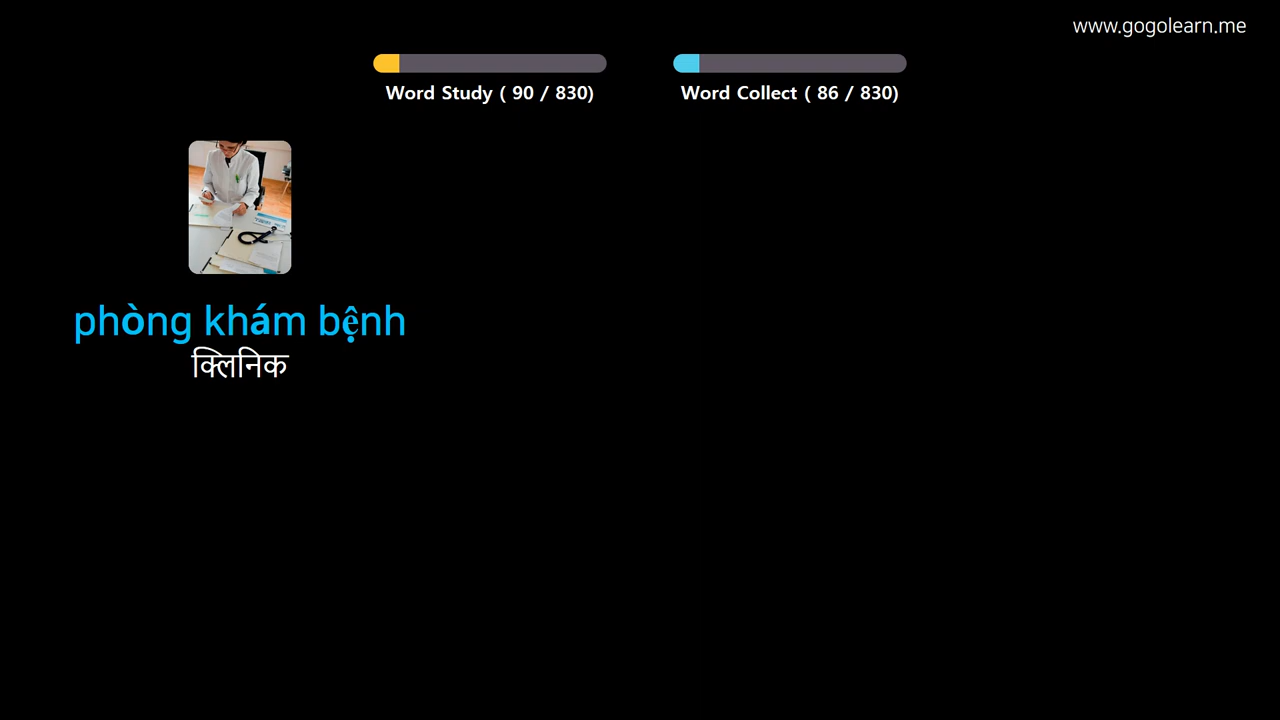 www.gogolearn.me
Word Study ( 90 / 830)
Word Collect ( 86 / 830)
phòng khám bệnh
क्लिनिक